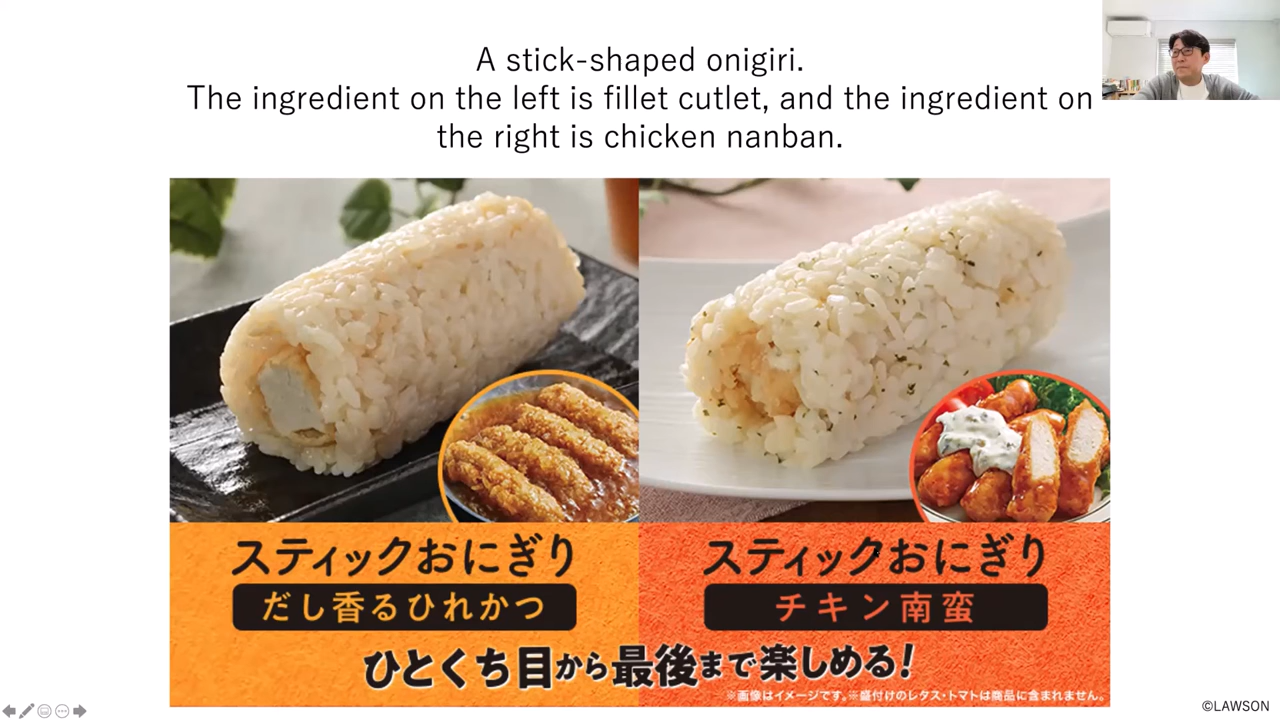 A stick-shaped onigiri.
The ingredient on the left is fillet cutlet, and the ingredient on
the right is chicken nanban.
スティックおにぎり
だし香るひれかつ
スティックおにぎり
チキン南蛮
ひとくち目から最後まで楽しめる!
※画像はイメージです。※盛付けのレタス・トマトは商品に含まれません。
©LAWSON